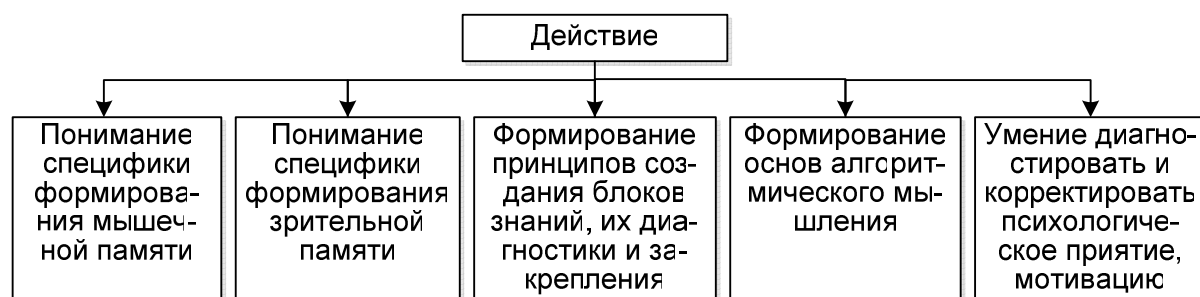 Действие
Понимание
специфики
формирова-
ния мышеч-
ной памяти
Понимание
специфики
формирования
зрительной
памяти
Формирование
принципов соз-
дания блоков
знаний, их диа-
гностики и за-
крепления
Формирование
основ алгорит-
мического мы-
шления
Умение диагно-
стировать и
корректировать
психологиче-
ское приятие,
мотивацию